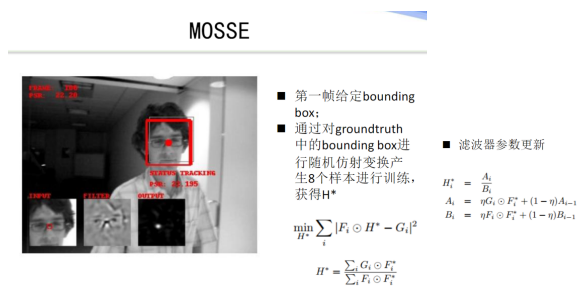 MOSSE
STATUS TRACKING
INPUT
FILTER
OUTPUT
■ 第一帧给定bounding
box;
■ 通过对groundtruth
中的bounding box进
行随机仿射变换产
生8个样本进行训练，
获得H*
min_{H*} ∑_i |F_i ⊙ H* − G_i|²
H* = ∑_i G_i ⊙ F_i* / ∑_i F_i ⊙ F_i*
■ 滤波器参数更新
H_i* = A_i / B_i
A_i = ηG_i ⊙ F_i* + (1 − η)A_{i−1}
B_i = ηF_i ⊙ F_i* + (1 − η)B_{i−1}